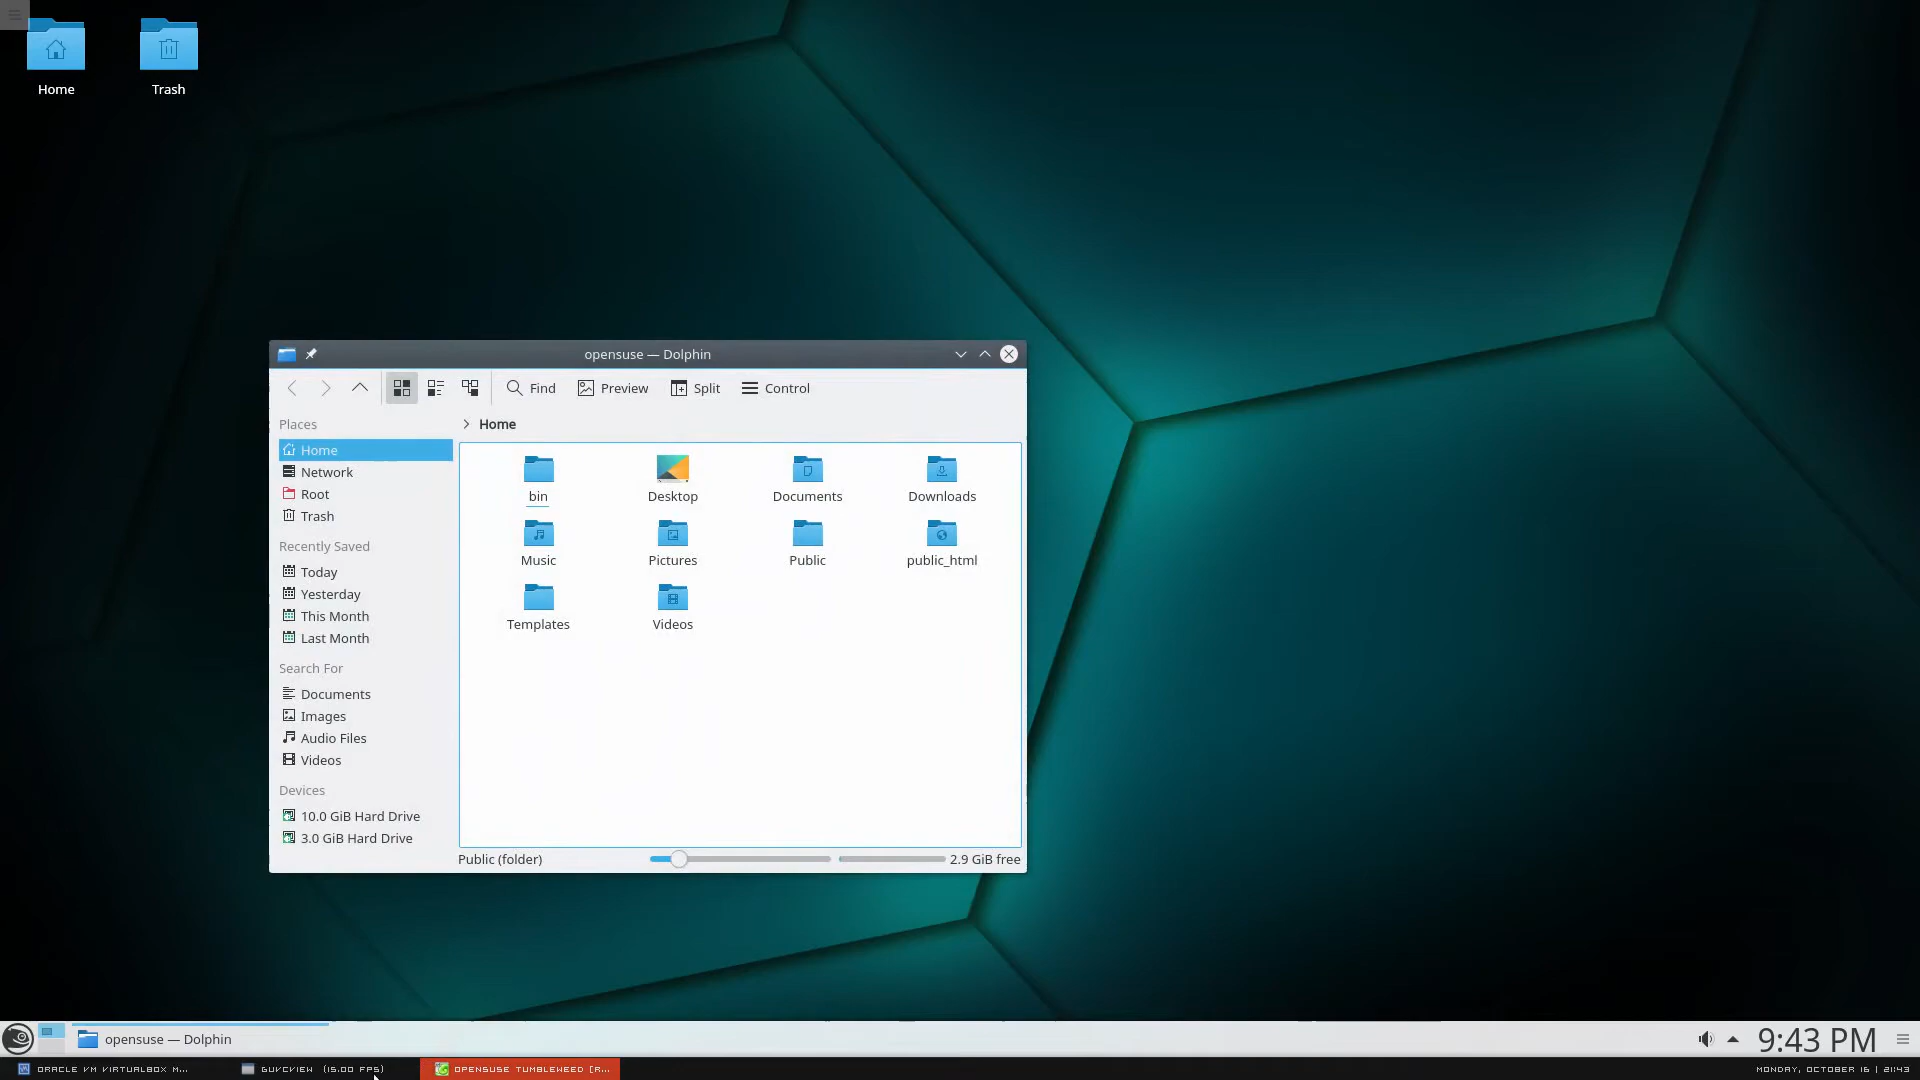 Home
Trash
opensuse — Dolphin
Find
Preview
Split
Control
Places
Home
Network
Root
Trash
Recently Saved
Today
Yesterday
This Month
Last Month
Search For
Documents
Images
Audio Files
Videos
Devices
10.0 GiB Hard Drive
3.0 GiB Hard Drive
Home
bin
Desktop
Documents
Downloads
Music
Pictures
Public
public_html
Templates
Videos
Public (folder)
2.9 GiB free
opensuse — Dolphin
9:43 PM
ORACLE VM VIRTUALBOX M...
GUVCVIEW (15.00 FPS)
OPENSUSE TUMBLEWEED [R...
MONDAY, OCTOBER 16 | 21:43